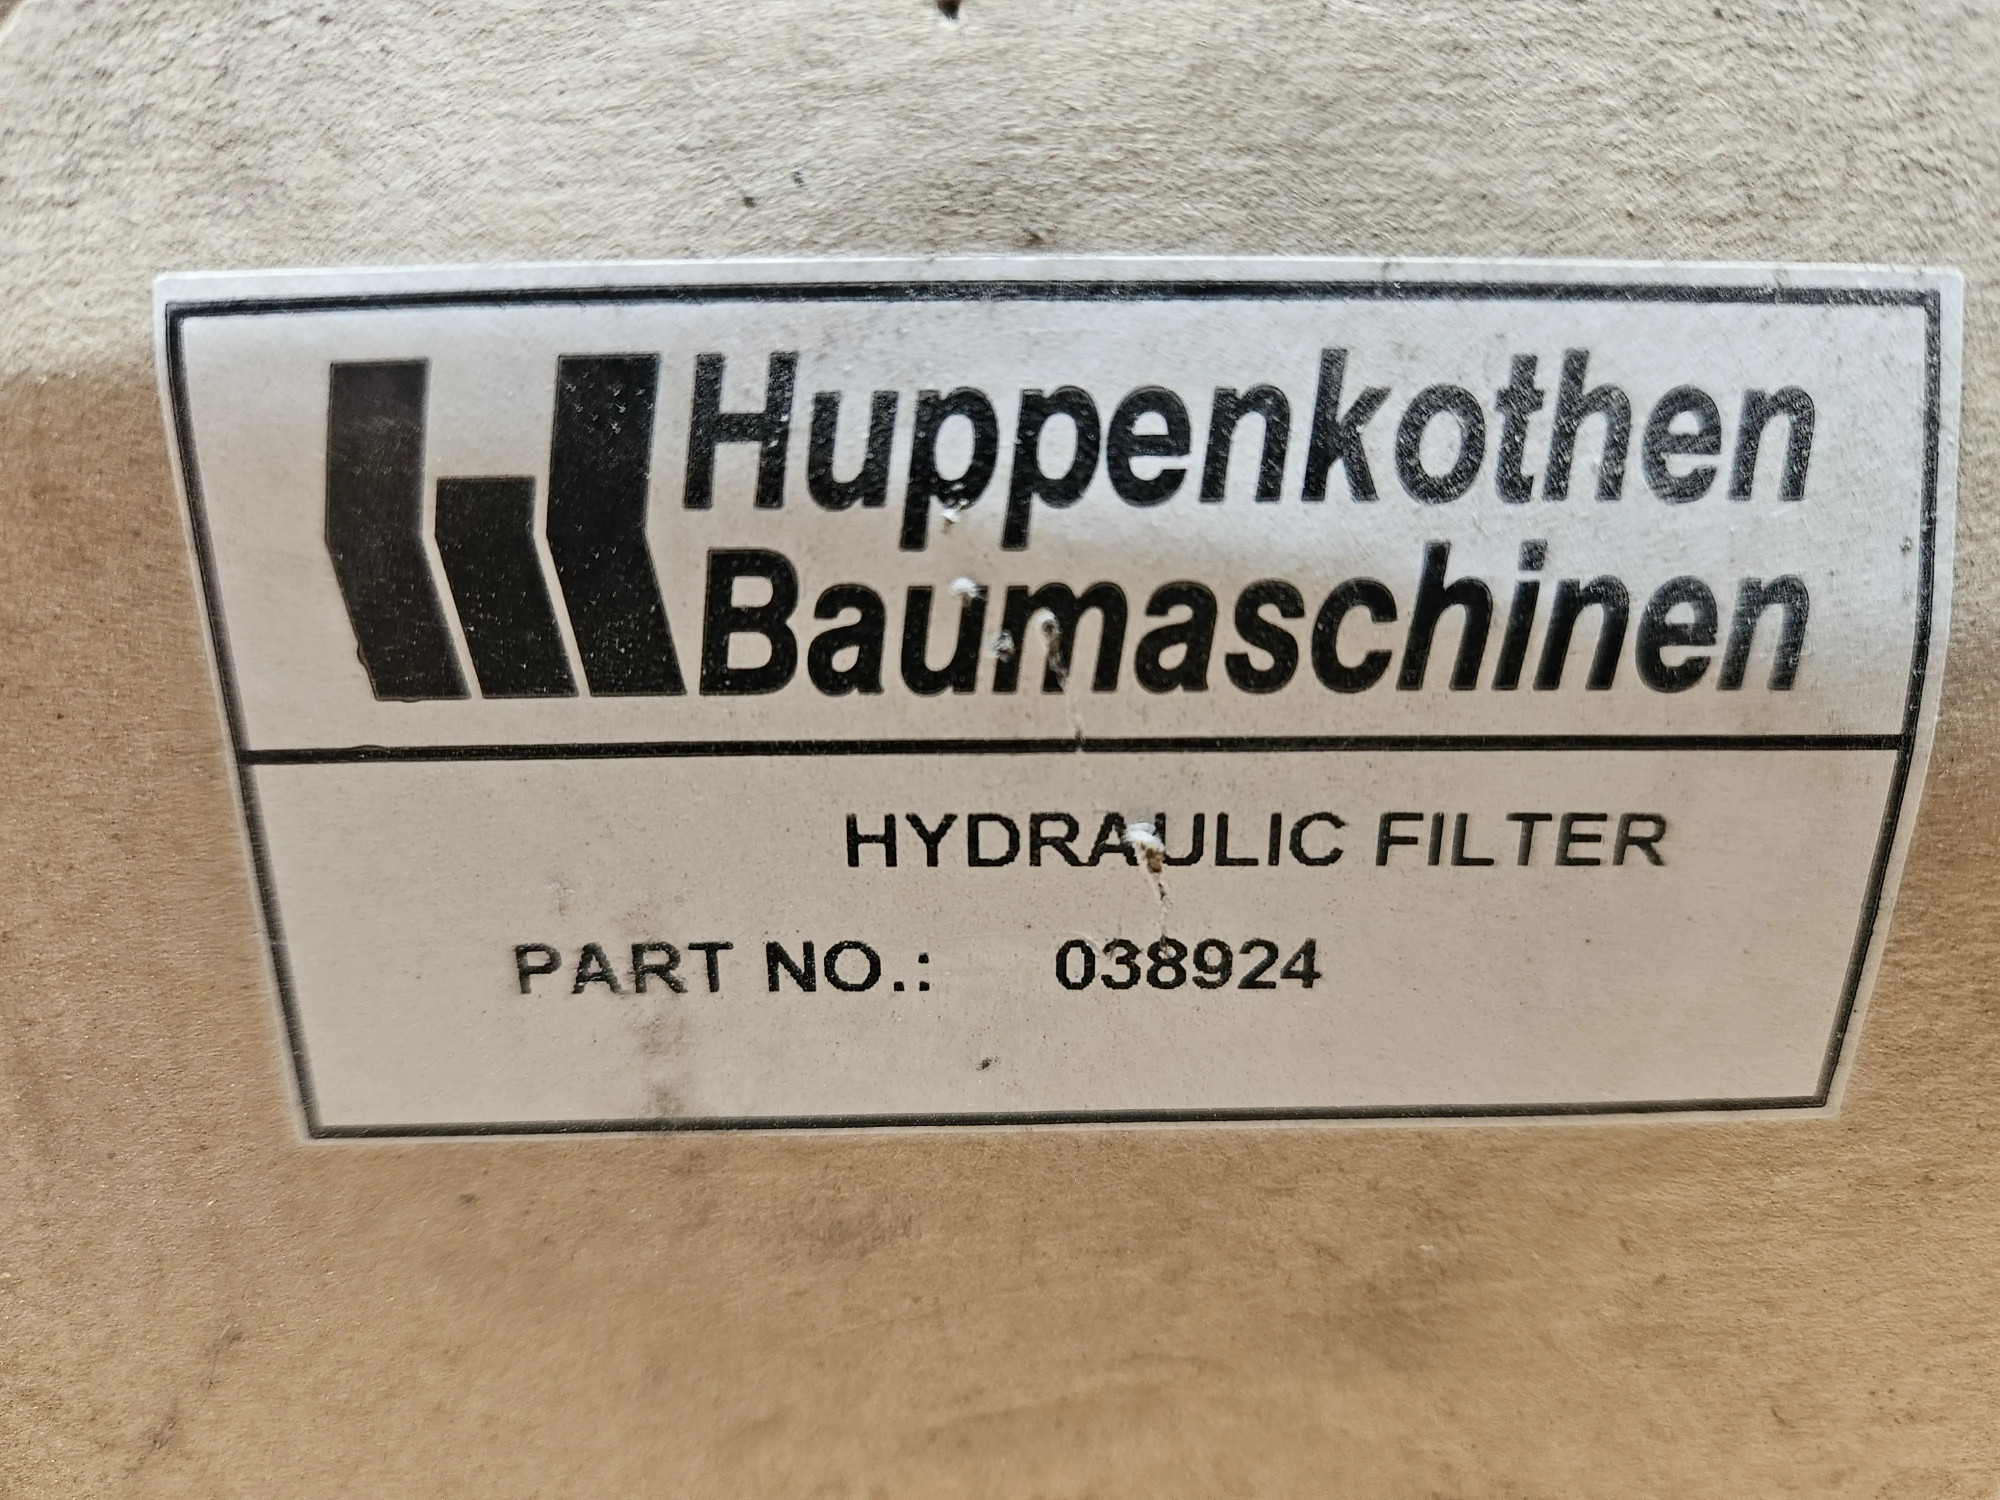 Huppenkothen
Baumaschinen
HYDRAULIC FILTER
PART NO.: 038924